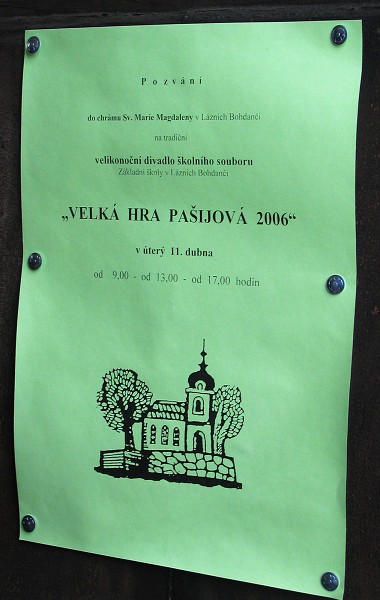 Pozvání
do chrámu Sv. Marie Magdaleny v Lázních Bohdanči
na tradiční
velikonoční divadlo školního souboru
Základní školy v Lázních Bohdanči
„VELKÁ HRA PAŠIJOVÁ 2006“
v úterý 11. dubna
od 9,00 - od 13,00 - od 17,00 hodin